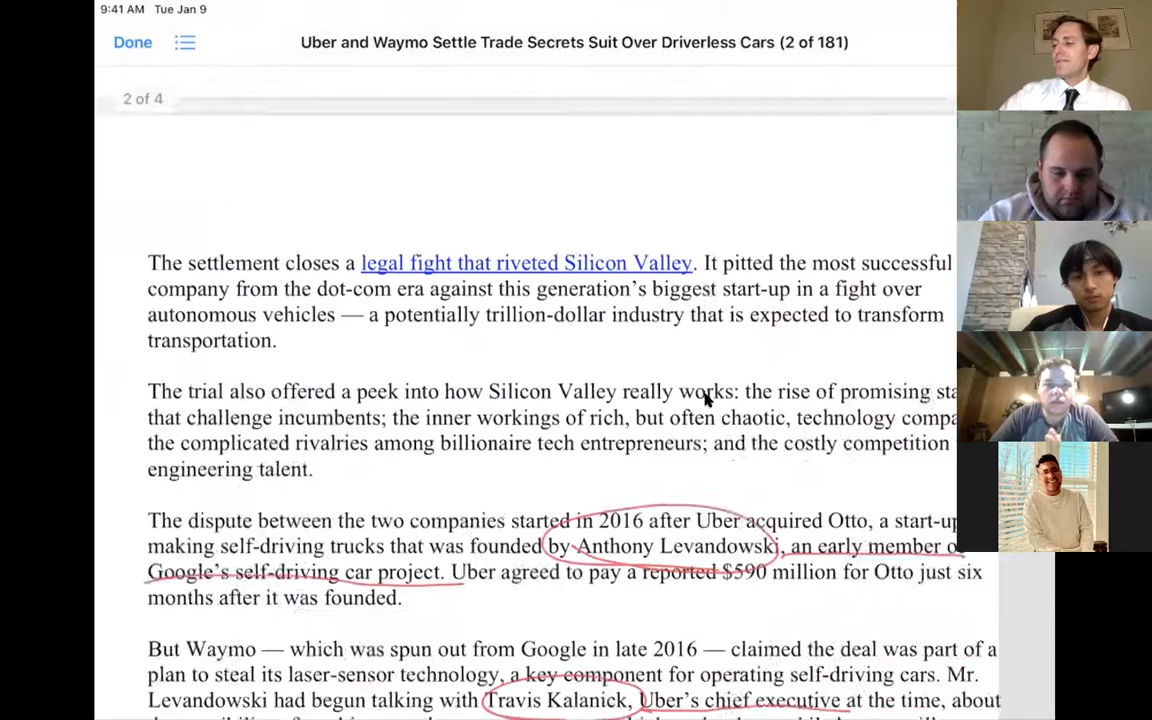 9:41 AM Tue Jan 9
Done
Uber and Waymo Settle Trade Secrets Suit Over Driverless Cars (2 of 181)
2 of 4
The settlement closes a legal fight that riveted Silicon Valley. It pitted the most successful
company from the dot-com era against this generation’s biggest start-up in a fight over
autonomous vehicles — a potentially trillion-dollar industry that is expected to transform
transportation.
The trial also offered a peek into how Silicon Valley really works: the rise of promising
that challenge incumbents; the inner workings of rich, but often chaotic, technology
the complicated rivalries among billionaire tech entrepreneurs; and the costly competition
engineering talent.
The dispute between the two companies started in 2016 after Uber acquired Otto, a start-up
making self-driving trucks that was founded by Anthony Levandowski, an early member
Google’s self-driving car project. Uber agreed to pay a reported $590 million for Otto just six
months after it was founded.
But Waymo — which was spun out from Google in late 2016 — claimed the deal was part of a
plan to steal its laser-sensor technology, a key component for operating self-driving cars. Mr.
Levandowski had begun talking with Travis Kalanick, Uber’s chief executive at the time, about